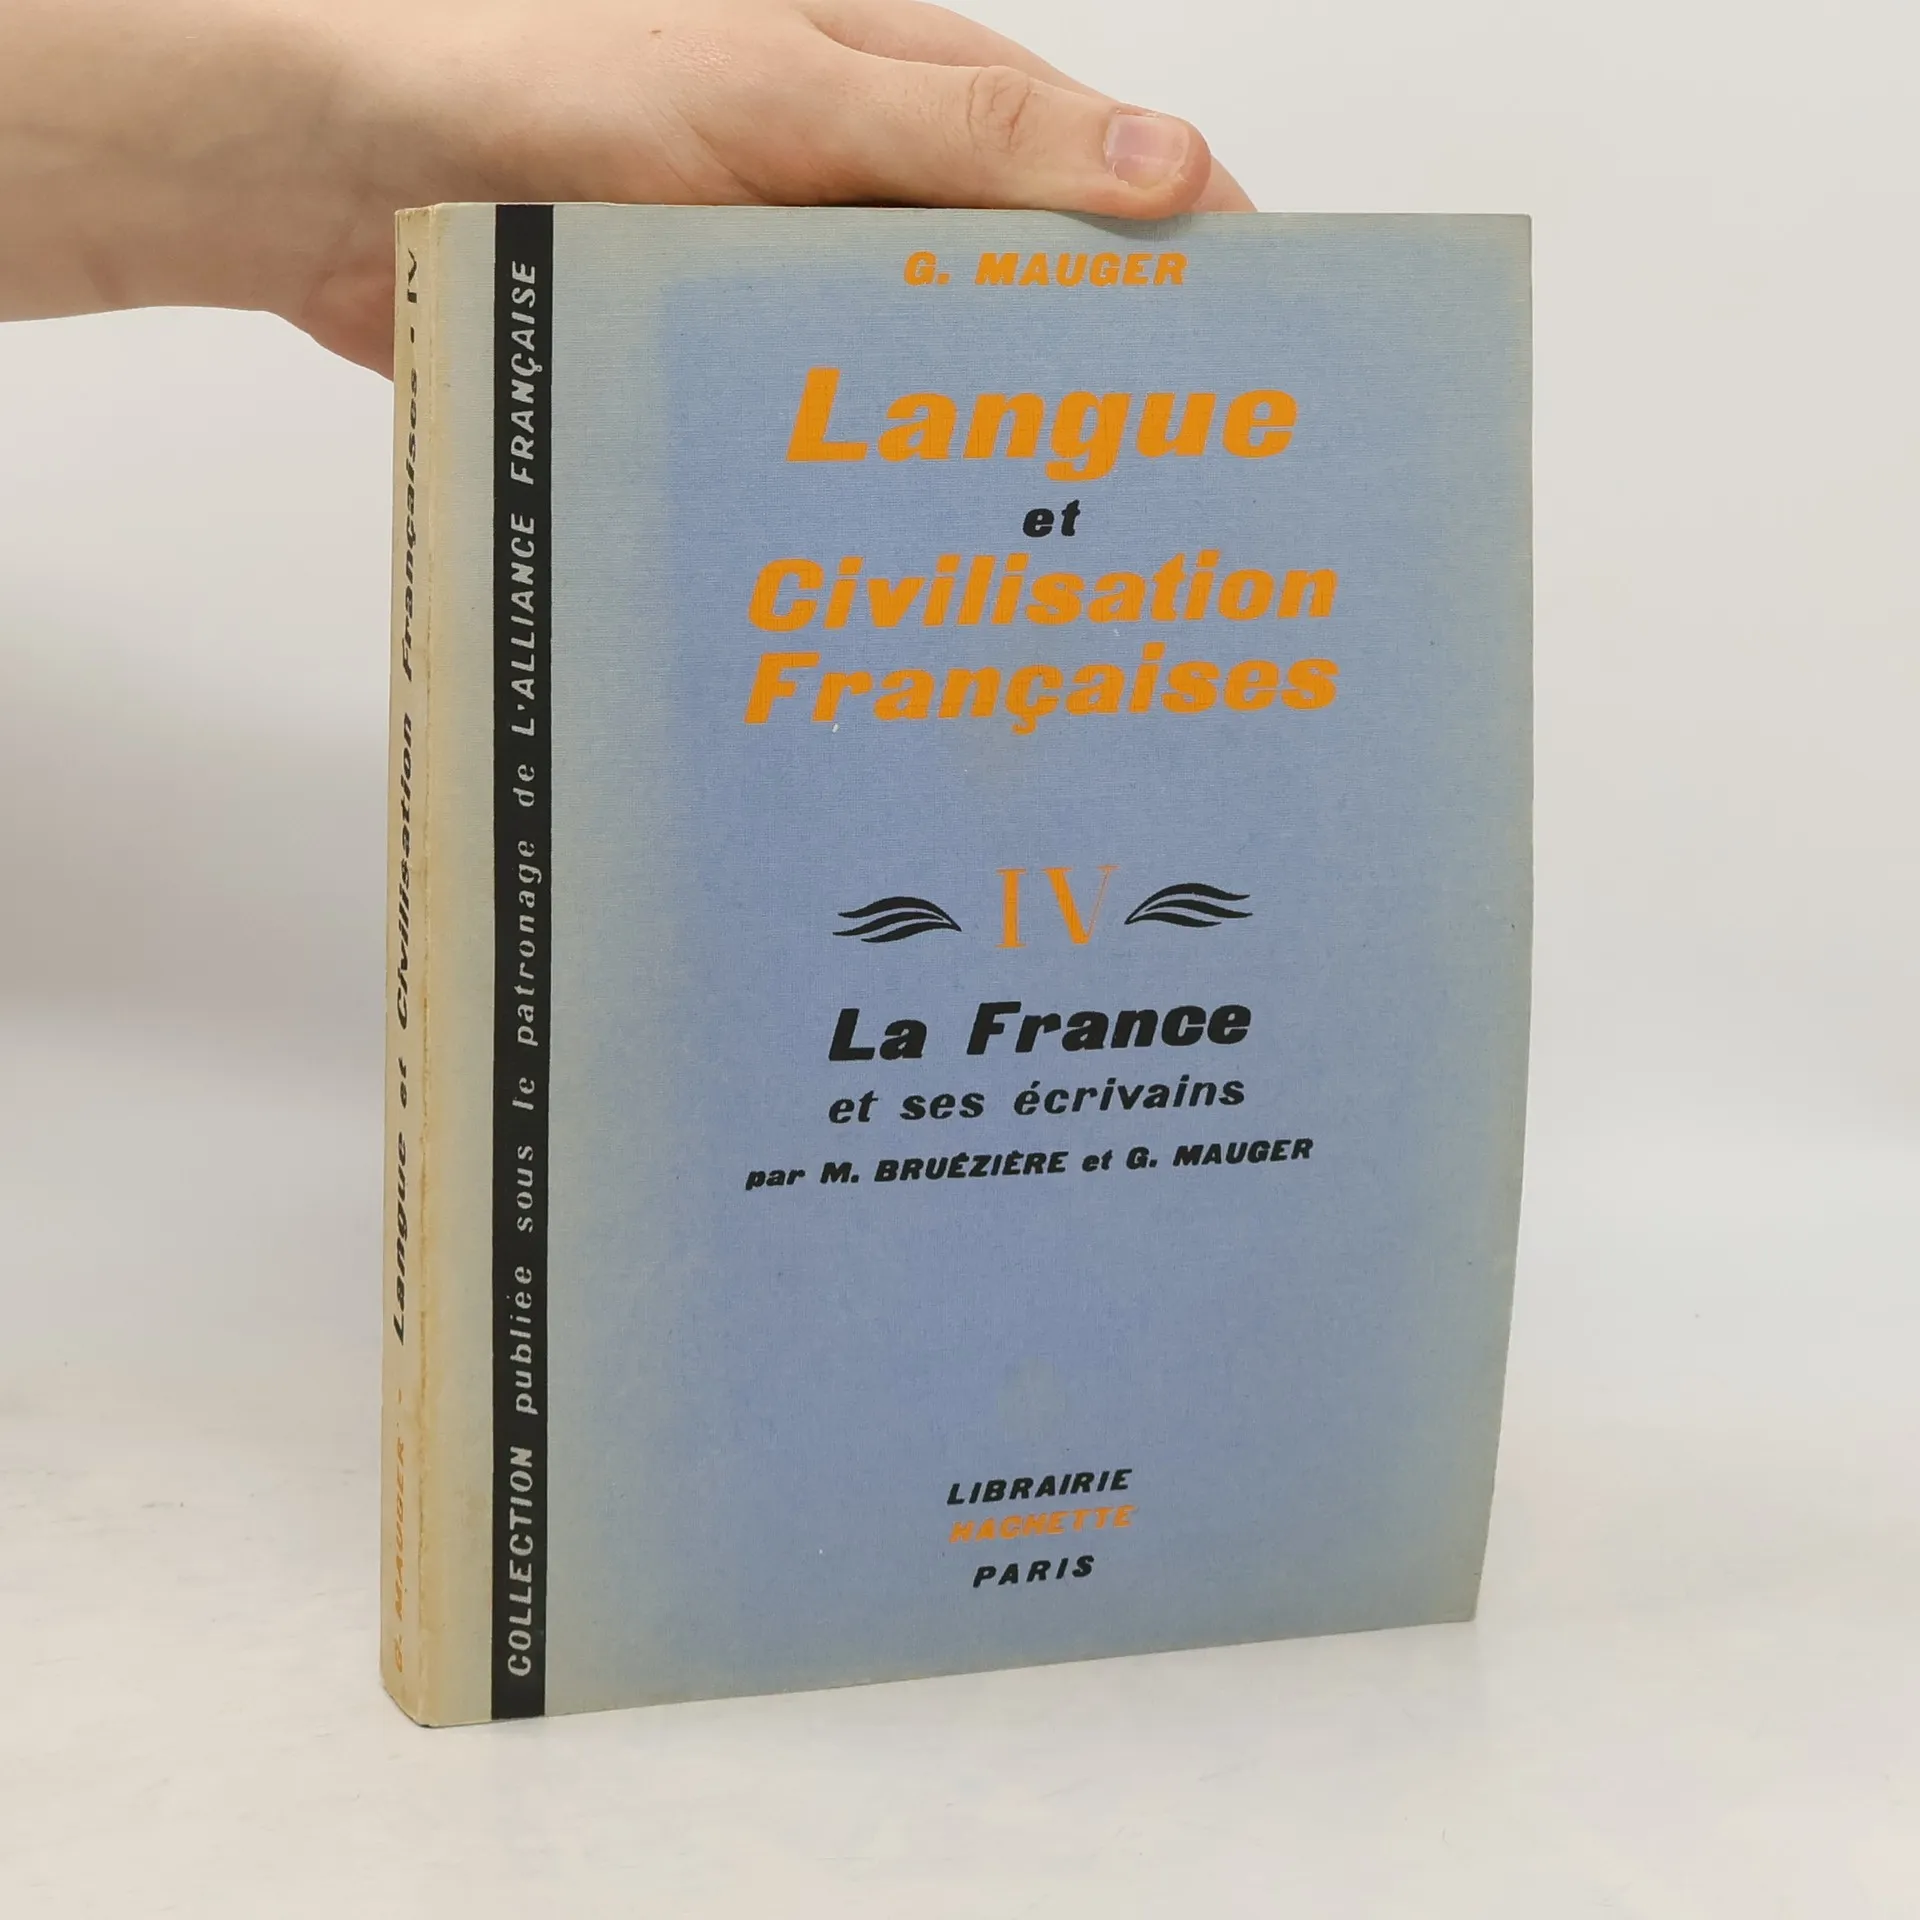 G. MAUGER
Langue
et
Civilisation
Françaises
IV
La France
et ses écrivains
par M. BRUÉZIÈRE et G. MAUGER
LIBRAIRIE
HACHETTE
PARIS
COLLECTION publiée sous le patronage de L'ALLIANCE FRANÇAISE
G. MAUGER - Langue et Civilisation Françaises . IV